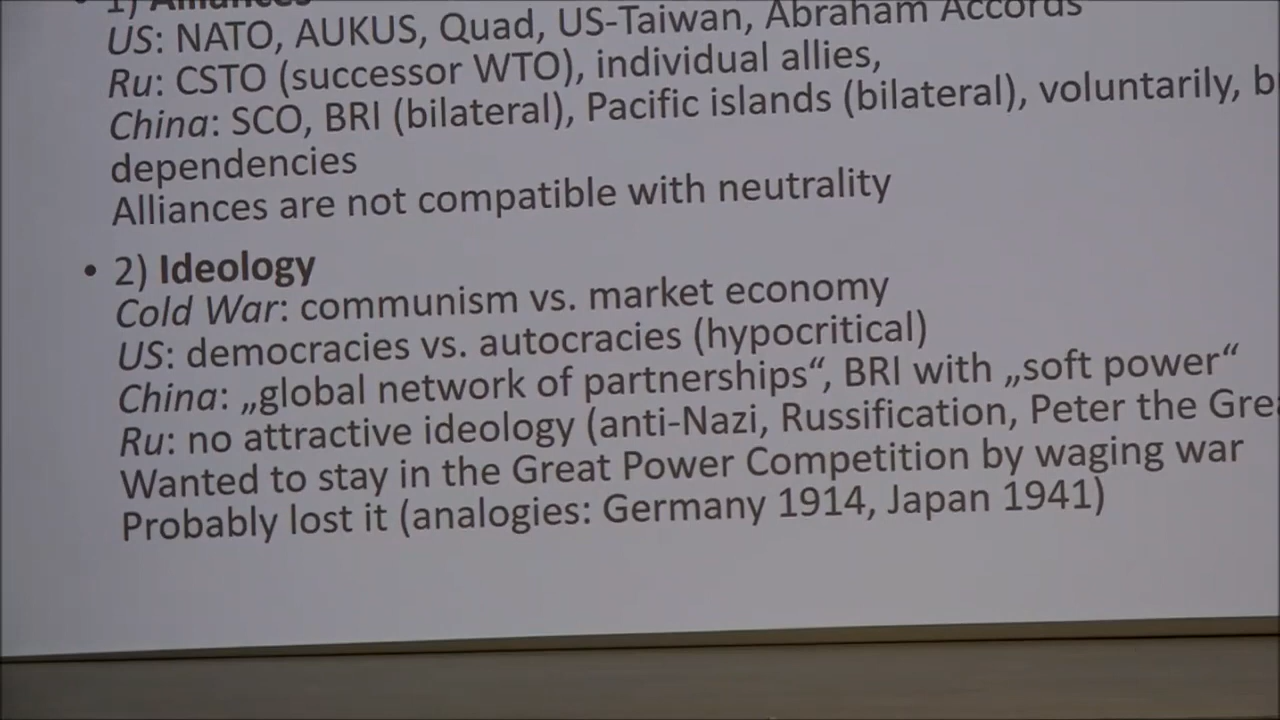 • 1) Alliances
US: NATO, AUKUS, Quad, US-Taiwan, Abraham Accords
Ru: CSTO (successor WTO), individual allies,
China: SCO, BRI (bilateral), Pacific islands (bilateral), voluntarily,
dependencies
Alliances are not compatible with neutrality
• 2) Ideology
Cold War: communism vs. market economy
US: democracies vs. autocracies (hypocritical)
China: „global network of partnerships“, BRI with „soft power“
Ru: no attractive ideology (anti-Nazi, Russification, Peter the
Wanted to stay in the Great Power Competition by waging war
Probably lost it (analogies: Germany 1914, Japan 1941)